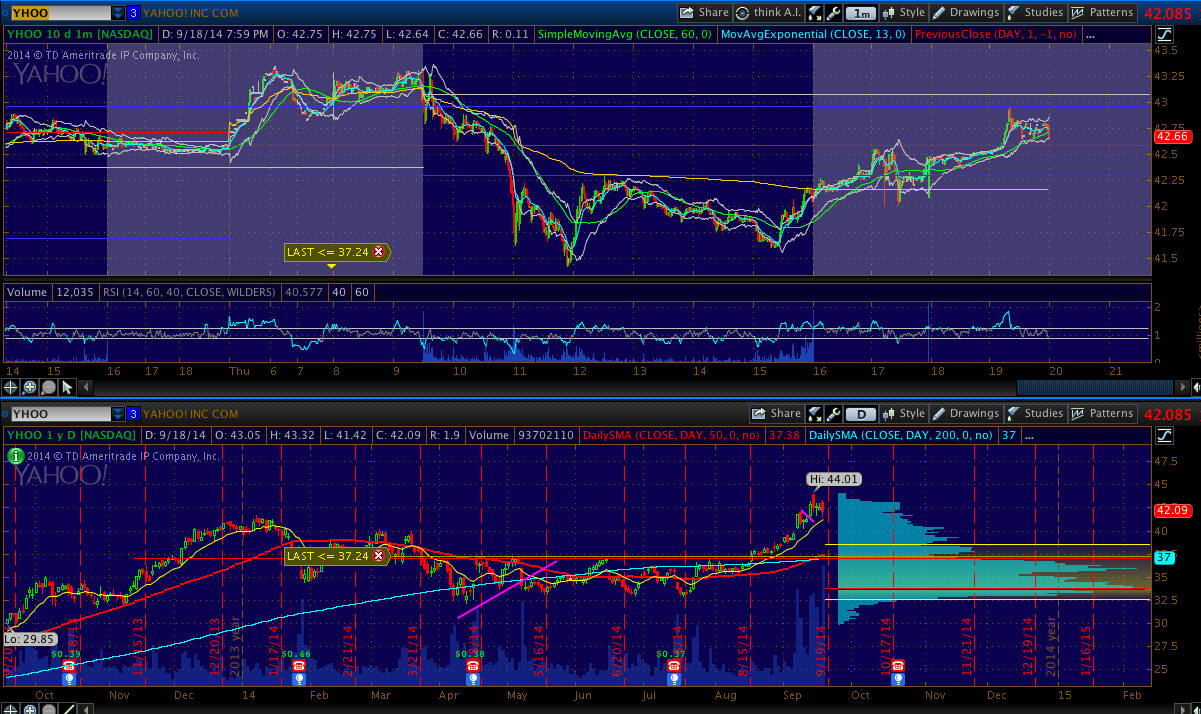 YHOO 3 YAHOO! INC COM Share think A.I. 1m Style Drawings Studies Patterns 42.085
YHOO 10 d 1m [NASDAQ] D: 9/18/14 7:59 PM O: 42.75 H: 42.75 L: 42.64 C: 42.66 R: 0.11 SimpleMovingAvg (CLOSE, 60, 0) MovAvgExponential (CLOSE, 13, 0) PreviousClose (DAY, 1, -1, no) ...
2014 © TD Ameritrade IP Company, Inc.
YAHOO!
43.5
43.25
43
42.75
42.66
42.5
42.25
42
41.75
41.5
LAST <= 37.24
Volume 12,035 RSI (14, 60, 40, CLOSE, WILDERS) 40.577 40 60
2
1
0
14 15 16 17 18 Thu 6 7 8 9 10 11 12 13 14 15 16 17 18 19 20 21
YHOO 3 YAHOO! INC COM Share D Style Drawings Studies Patterns 42.085
YHOO 1 y D [NASDAQ] D: 9/18/14 O: 43.05 H: 43.32 L: 41.42 C: 42.09 R: 1.9 Volume 93702110 DailySMA (CLOSE, DAY, 50, 0, no) 37.38 DailySMA (CLOSE, DAY, 200, 0, no) 37 ...
2014 © TD Ameritrade IP Company, Inc.
YAHOO!
Hi: 44.01
47.5
45
42.09
40
37
35
32.5
30
27.5
25
LAST <= 37.24
Lo: 29.85
11/15/13 12/20/13 2013 year 1/17/14 2/21/14 3/21/14 5/16/14 6/20/14 7/18/14 8/15/14 9/19/14 10/17/14 11/21/14 12/19/14 2014 year 1/16/15
$0.39 $0.46 $0.38 $0.37
Oct Nov Dec 14 Feb Mar Apr May Jun Jul Aug Sep Oct Nov Dec 15 Feb